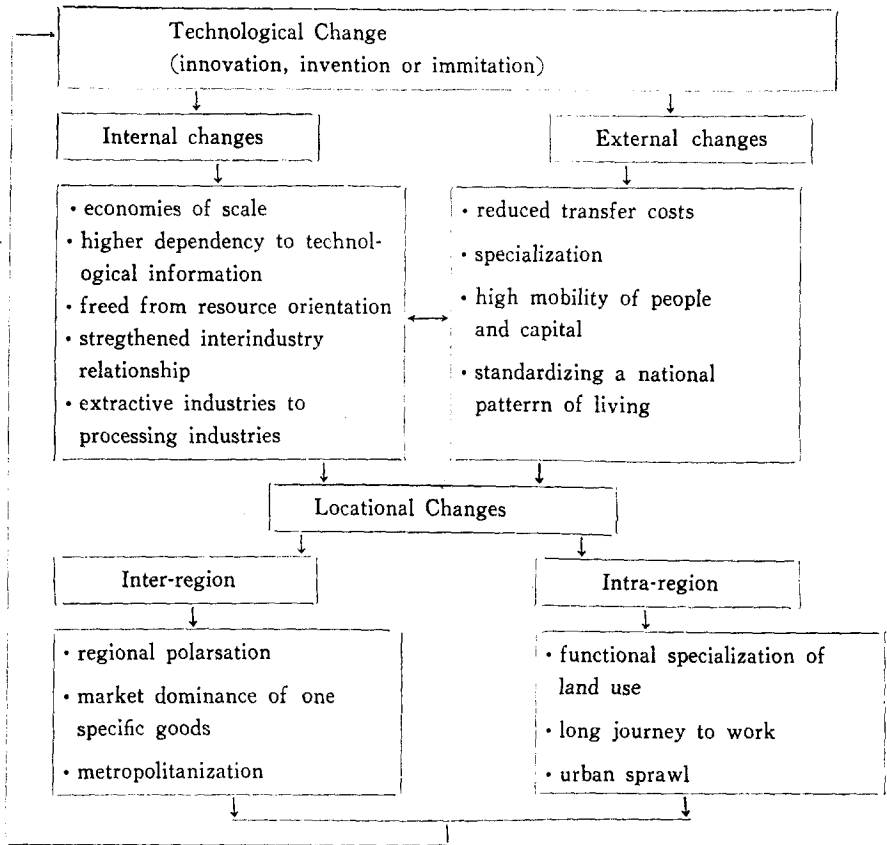 Technological Change
(innovation, invention or immitation)
Internal changes
External changes
• economies of scale
• higher dependency to technol-
ogical information
• freed from resource orientation
• stregthened interindustry
relationship
• extractive industries to
processing industries
• reduced transfer costs
• specialization
• high mobility of people
and capital
• standardizing a national
patterrn of living
Locational Changes
Inter-region
Intra-region
• regional polarsation
• market dominance of one
specific goods
• metropolitanization
• functional specialization of
land use
• long journey to work
• urban sprawl